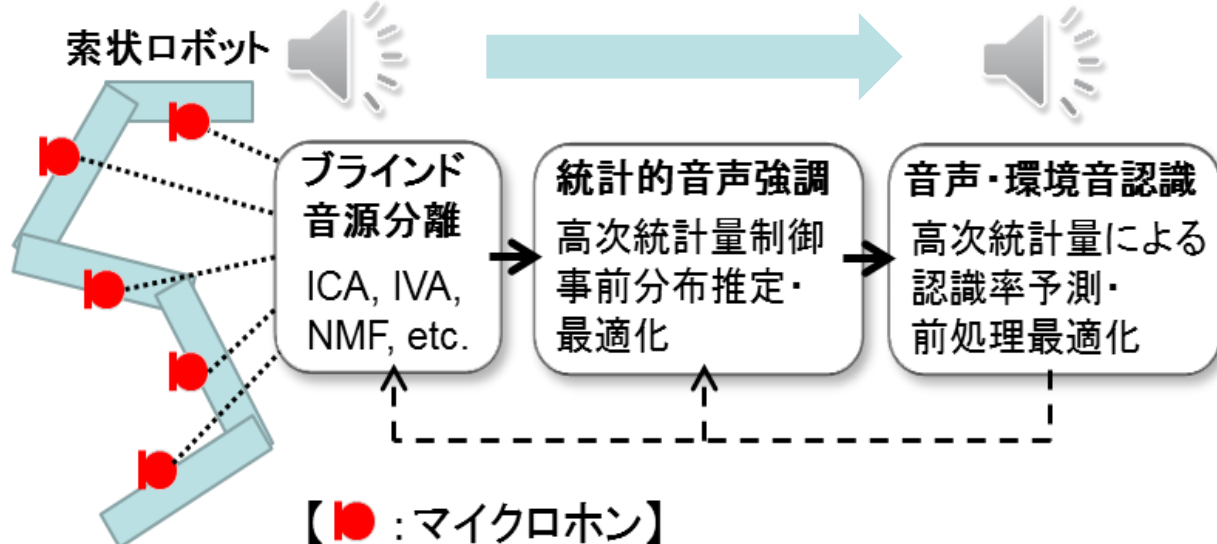 索状ロボット
ブラインド
音源分離
ICA, IVA,
NMF, etc.
統計的音声強調
高次統計量制御
事前分布推定・
最適化
音声・環境音認識
高次統計量による
認識率予測・
前処理最適化
【 :マイクロホン】